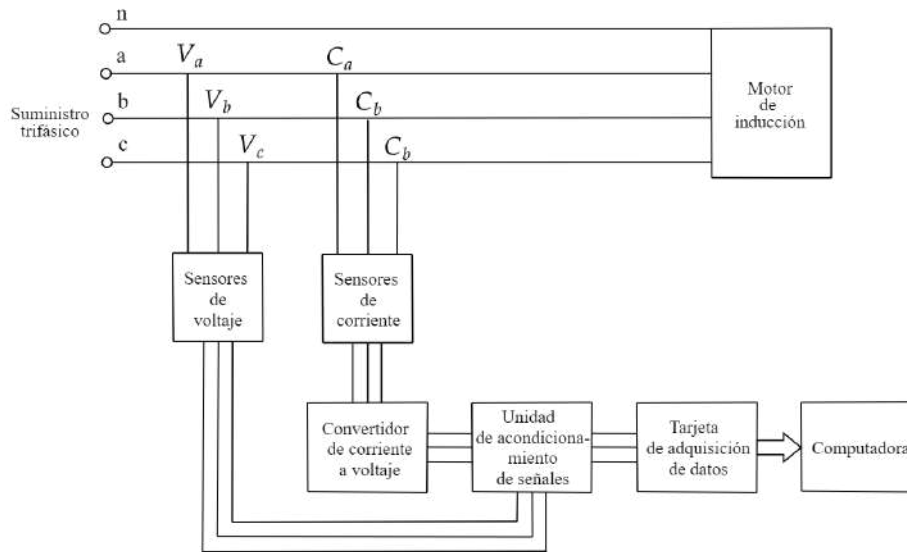 n
a
V_a
C_a
b
V_b
C_b
Suministro
trifásico
c
V_c
C_b
Motor
de
inducción
Sensores
de
voltaje
Sensores
de
corriente
Convertidor
de corriente
a voltaje
Unidad
de acondiciona-
miento
de señales
Tarjeta
de adquisición
de datos
Computadora